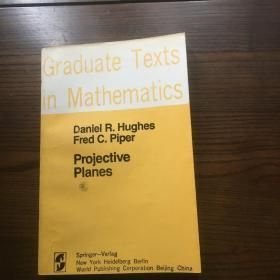 Graduate Texts
in Mathematics
Daniel R. Hughes
Fred C. Piper
Projective
Planes
Springer-Verlag
New York Heidelberg Berlin
World Publishing Corporation Beijing China